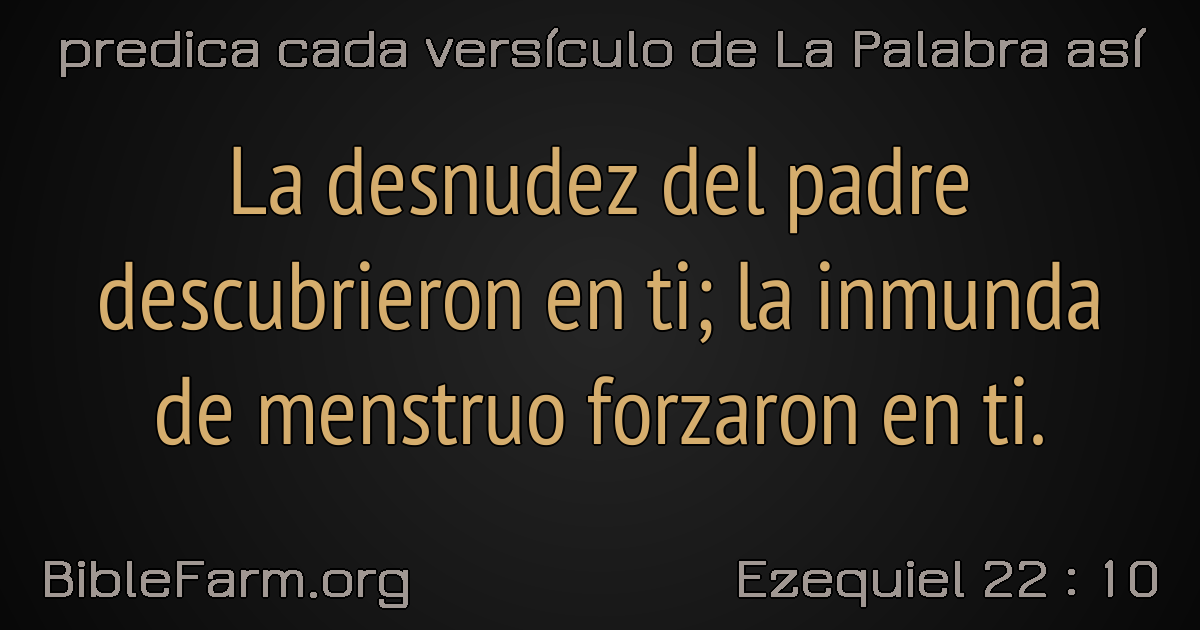 predica cada versículo de La Palabra así
La desnudez del padre
descubrieron en ti; la inmunda
de menstruo forzaron en ti.
BibleFarm.org
Ezequiel 22 : 10